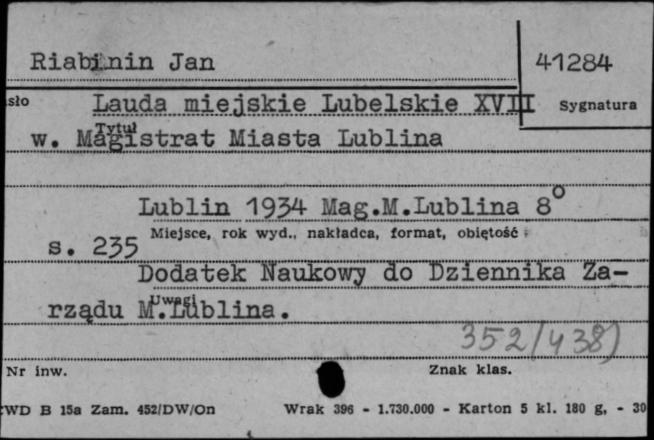 Riabinin Jan
41284
sło
Lauda miejskie Lubelskie XVIII
Sygnatura
Tytuł
w. Magistrat Miasta Lublina
Lublin 1934 Mag.M.Lublina 8°
Miejsce, rok wyd., nakładca, format, objętość
s. 235
Dodatek Naukowy do Dziennika Za-
Uwagi
rządu M.Lublina.
352/438)
Nr inw.
Znak klas.
CWD B 15a Zam. 452/DW/On
Wrak 396 - 1.730.000 - Karton 5 kl. 180 g. - 30